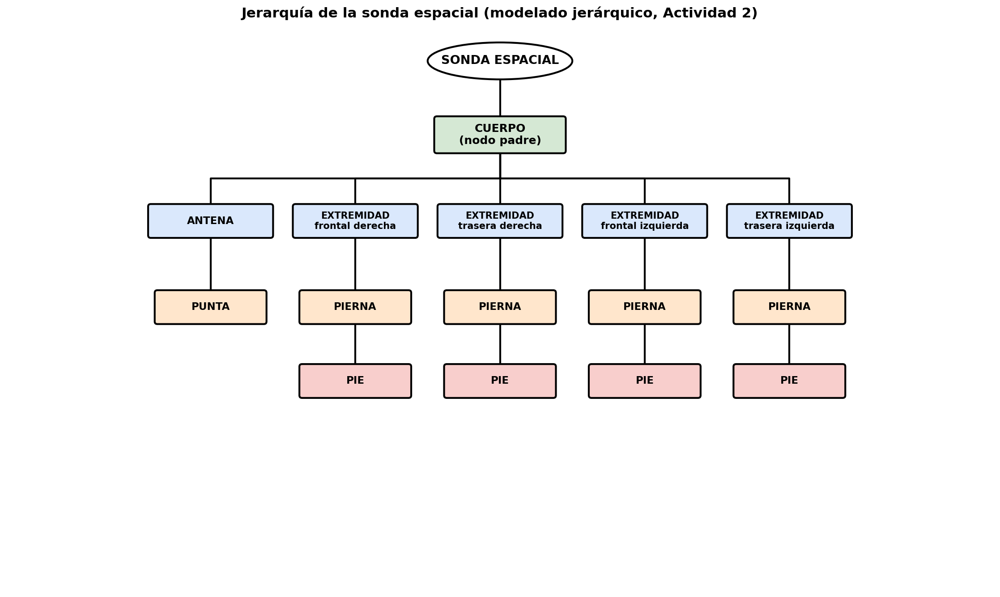 Jerarquía de la sonda espacial (modelado jerárquico, Actividad 2)
SONDA ESPACIAL
CUERPO
(nodo padre)
ANTENA
EXTREMIDAD
frontal derecha
EXTREMIDAD
trasera derecha
EXTREMIDAD
frontal izquierda
EXTREMIDAD
trasera izquierda
PUNTA
PIERNA
PIERNA
PIERNA
PIERNA
PIE
PIE
PIE
PIE